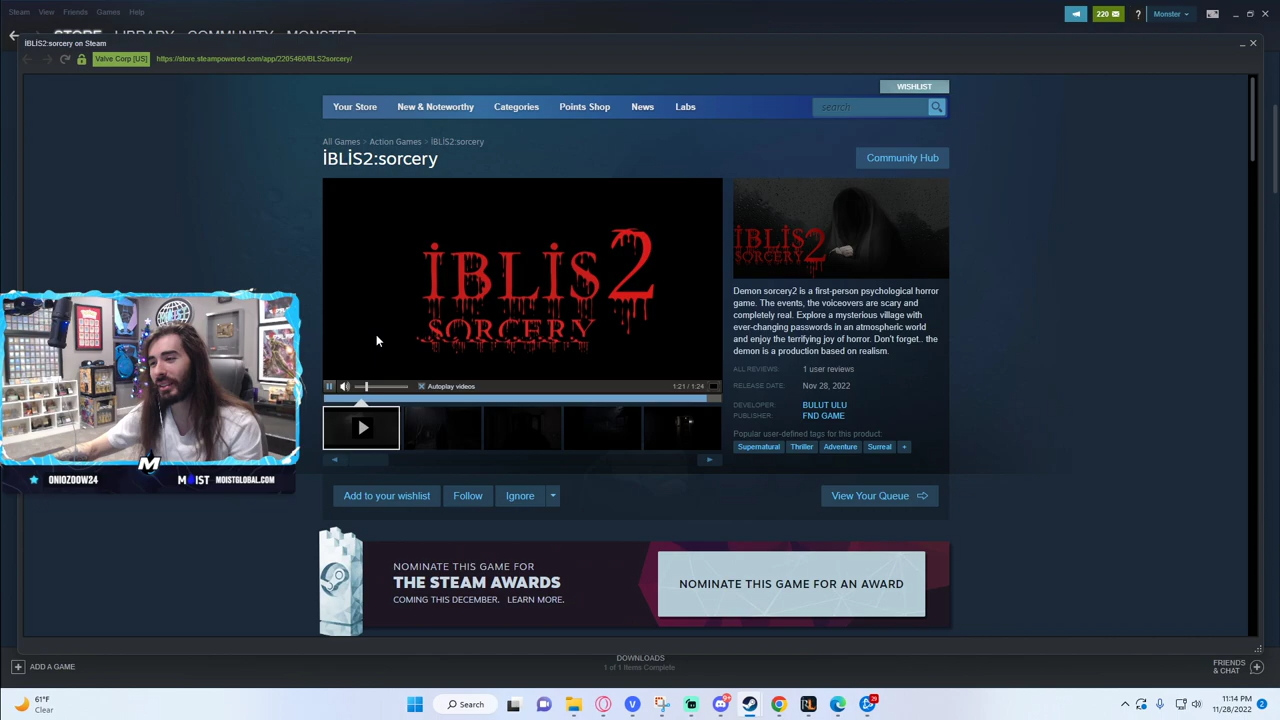 Steam View Friends Games Help
220
?
Monster
STORE LIBRARY COMMUNITY MONSTER
İBLİS2:sorcery on Steam
Valve Corp [US] https://store.steampowered.com/app/2205460/BLS2sorcery/
WISHLIST
Your Store New & Noteworthy Categories Points Shop News Labs search
All Games > Action Games > İBLİS2:sorcery
İBLİS2:sorcery
Community Hub
İBLİS2
SORCERY
İBLİS 2
SORCERY
Demon sorcery2 is a first-person psychological horror
game. The events, the voiceovers are scary and
completely real. Explore a mysterious village with
ever-changing passwords in an atmospheric world
and enjoy the terrifying joy of horror. Don't forget.. the
demon is a production based on realism.
ALL REVIEWS: 1 user reviews
RELEASE DATE: Nov 28, 2022
DEVELOPER: BULUT ULU
PUBLISHER: FND GAME
Popular user-defined tags for this product:
Supernatural Thriller Adventure Surreal +
Autoplay videos 1:21 / 1:24
M
ONIOZOOW24 MOIST MOISTGLOBAL.COM
Add to your wishlist Follow Ignore View Your Queue
NOMINATE THIS GAME FOR
THE STEAM AWARDS
COMING THIS DECEMBER. LEARN MORE.
NOMINATE THIS GAME FOR AN AWARD
ADD A GAME
DOWNLOADS
1 of 1 Items Complete
FRIENDS
& CHAT
61°F
Clear
Search
11:14 PM
11/28/2022
2